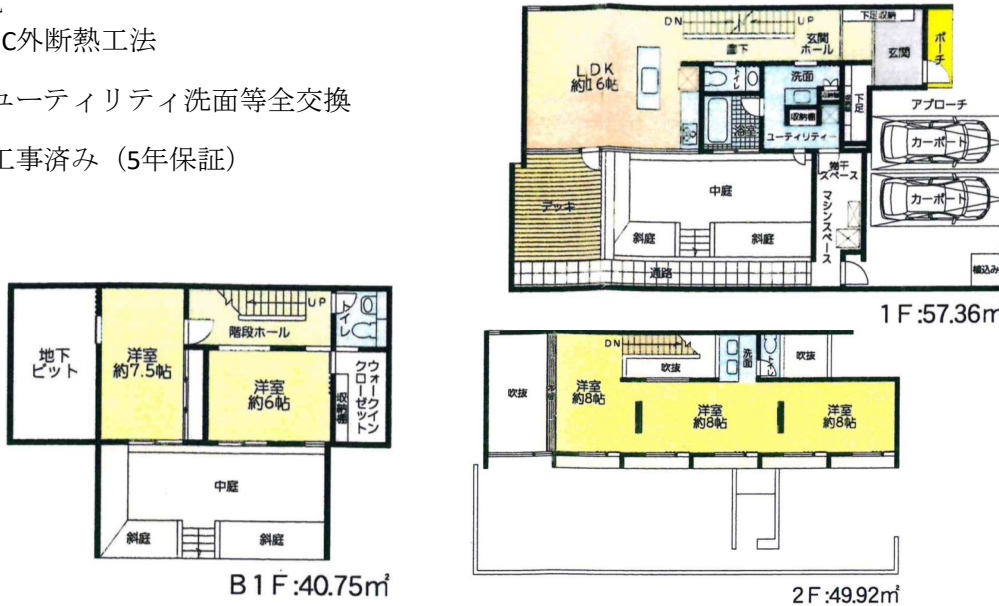 C外断熱工法
ユーティリティ洗面等全交換
工事済み（5年保証）
DN
UP
下足収納
玄関
ホール
玄関
ポーチ
廊下
LDK
約16帖
トイレ
洗面
収納棚
下足
浴室
ユーティリティー
アプローチ
カーポート
カーポート
物干
スペース
マシンスペース
中庭
デッキ
斜庭
斜庭
通路
植込み
1F:57.36㎡
地下
ピット
洋室
約7.5帖
UP
階段ホール
トイレ
洋室
約6帖
収納棚
ウォークイン
クローゼット
中庭
斜庭
斜庭
B1F:40.75㎡
吹抜
DN
吹抜
洗面
トイレ
吹抜
洋室
約8帖
洋室
約8帖
洋室
約8帖
2F:49.92㎡